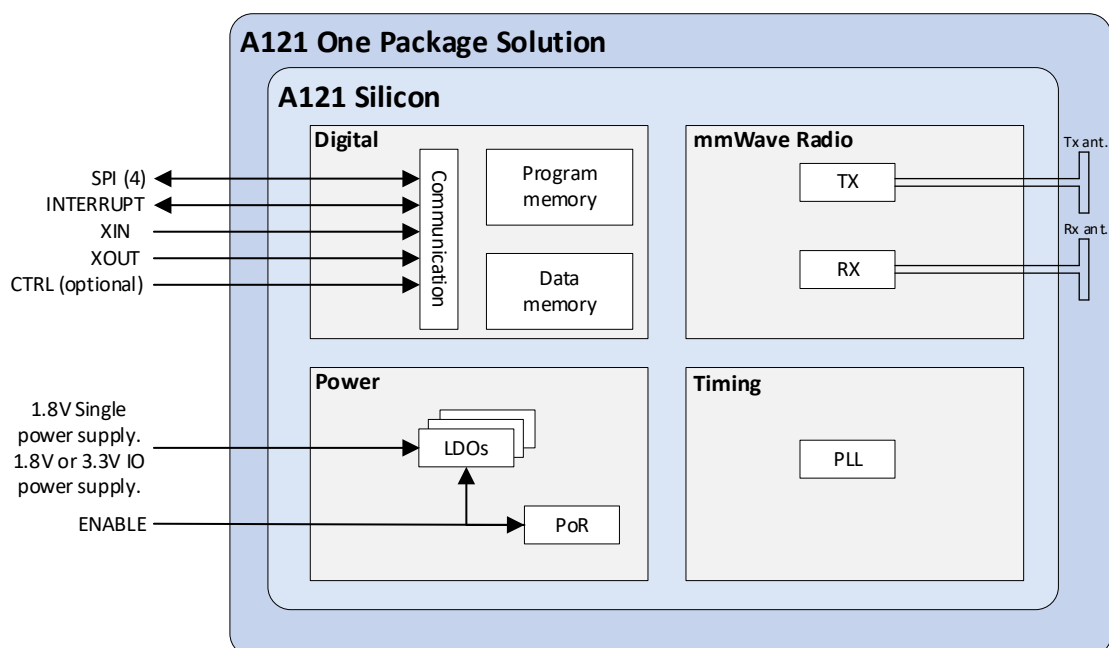 A121 One Package Solution
A121 Silicon
Digital
mmWave Radio
Tx ant.
SPI (4)
INTERRUPT
XIN
XOUT
CTRL (optional)
Communication
Program
memory
Data
memory
TX
RX
Rx ant.
Power
Timing
1.8V Single
power supply.
1.8V or 3.3V IO
power supply.
ENABLE
LDOs
PoR
PLL